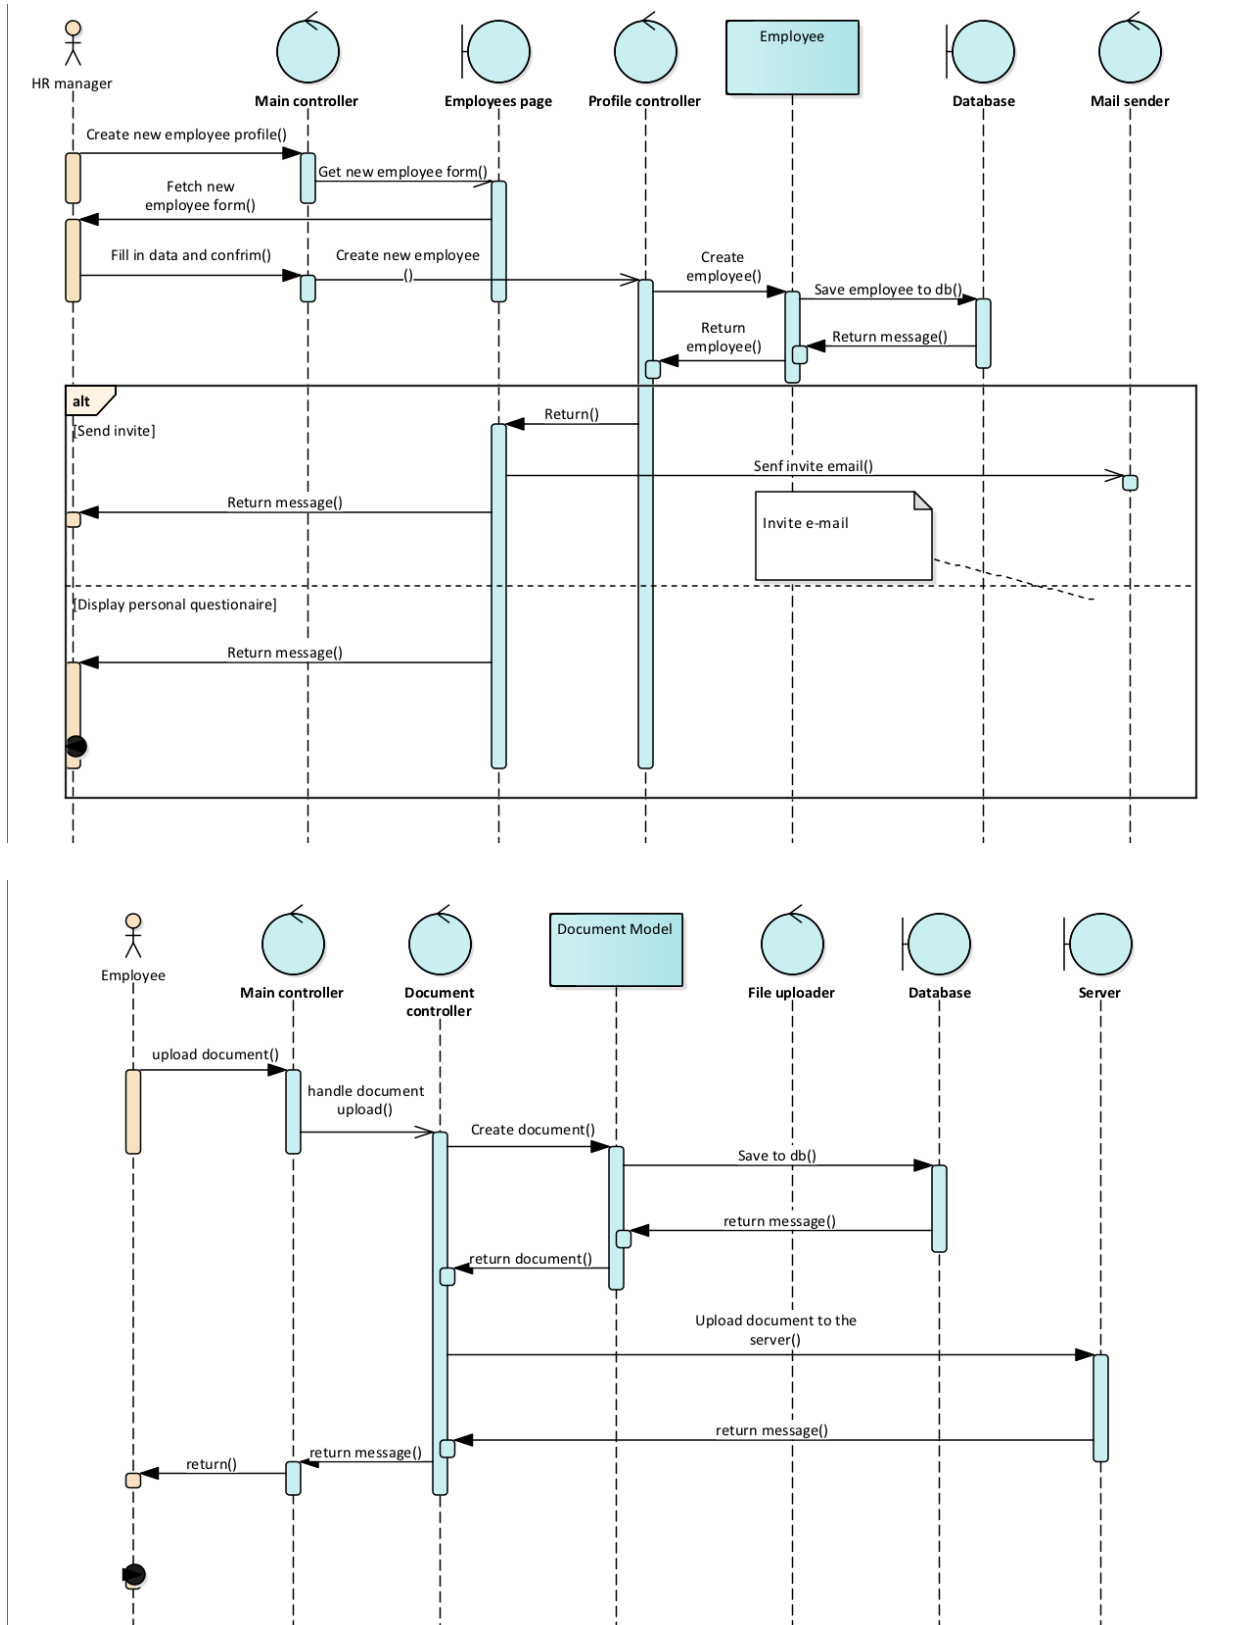 HR manager
Main controller
Employees page
Profile controller
Employee
Database
Mail sender
Create new employee profile()
Get new employee form()
Fetch new
employee form()
Fill in data and confrim()
Create new employee
()
Create
employee()
Save employee to db()
Return message()
Return
employee()
alt
[Send invite]
Return()
Senf invite email()
Return message()
Invite e-mail
[Display personal questionaire]
Return message()
Employee
Main controller
Document
controller
Document Model
File uploader
Database
Server
upload document()
handle document
upload()
Create document()
Save to db()
return message()
return document()
Upload document to the
server()
return message()
return message()
return()